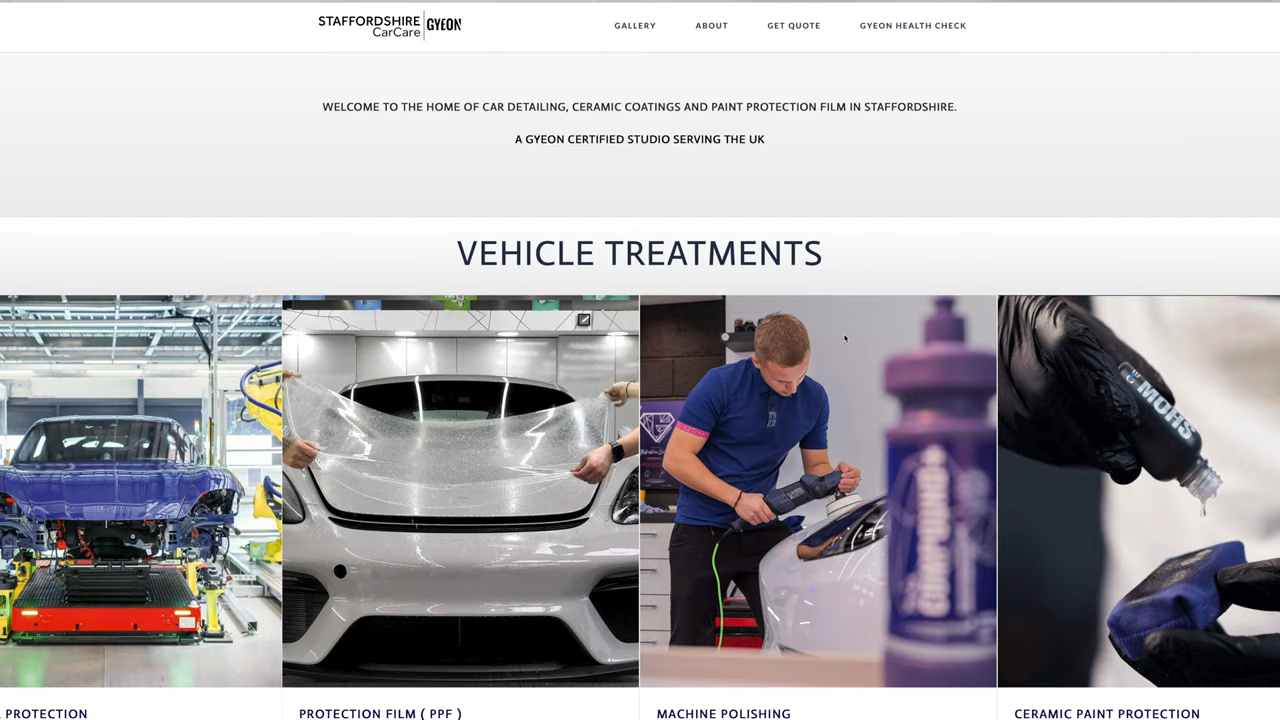 STAFFORDSHIRE
CarCare
GYEON
GALLERY
ABOUT
GET QUOTE
GYEON HEALTH CHECK
WELCOME TO THE HOME OF CAR DETAILING, CERAMIC COATINGS AND PAINT PROTECTION FILM IN STAFFORDSHIRE.
A GYEON CERTIFIED STUDIO SERVING THE UK
VEHICLE TREATMENTS
MOHS
PROTECTION
PROTECTION FILM ( PPF )
MACHINE POLISHING
CERAMIC PAINT PROTECTION